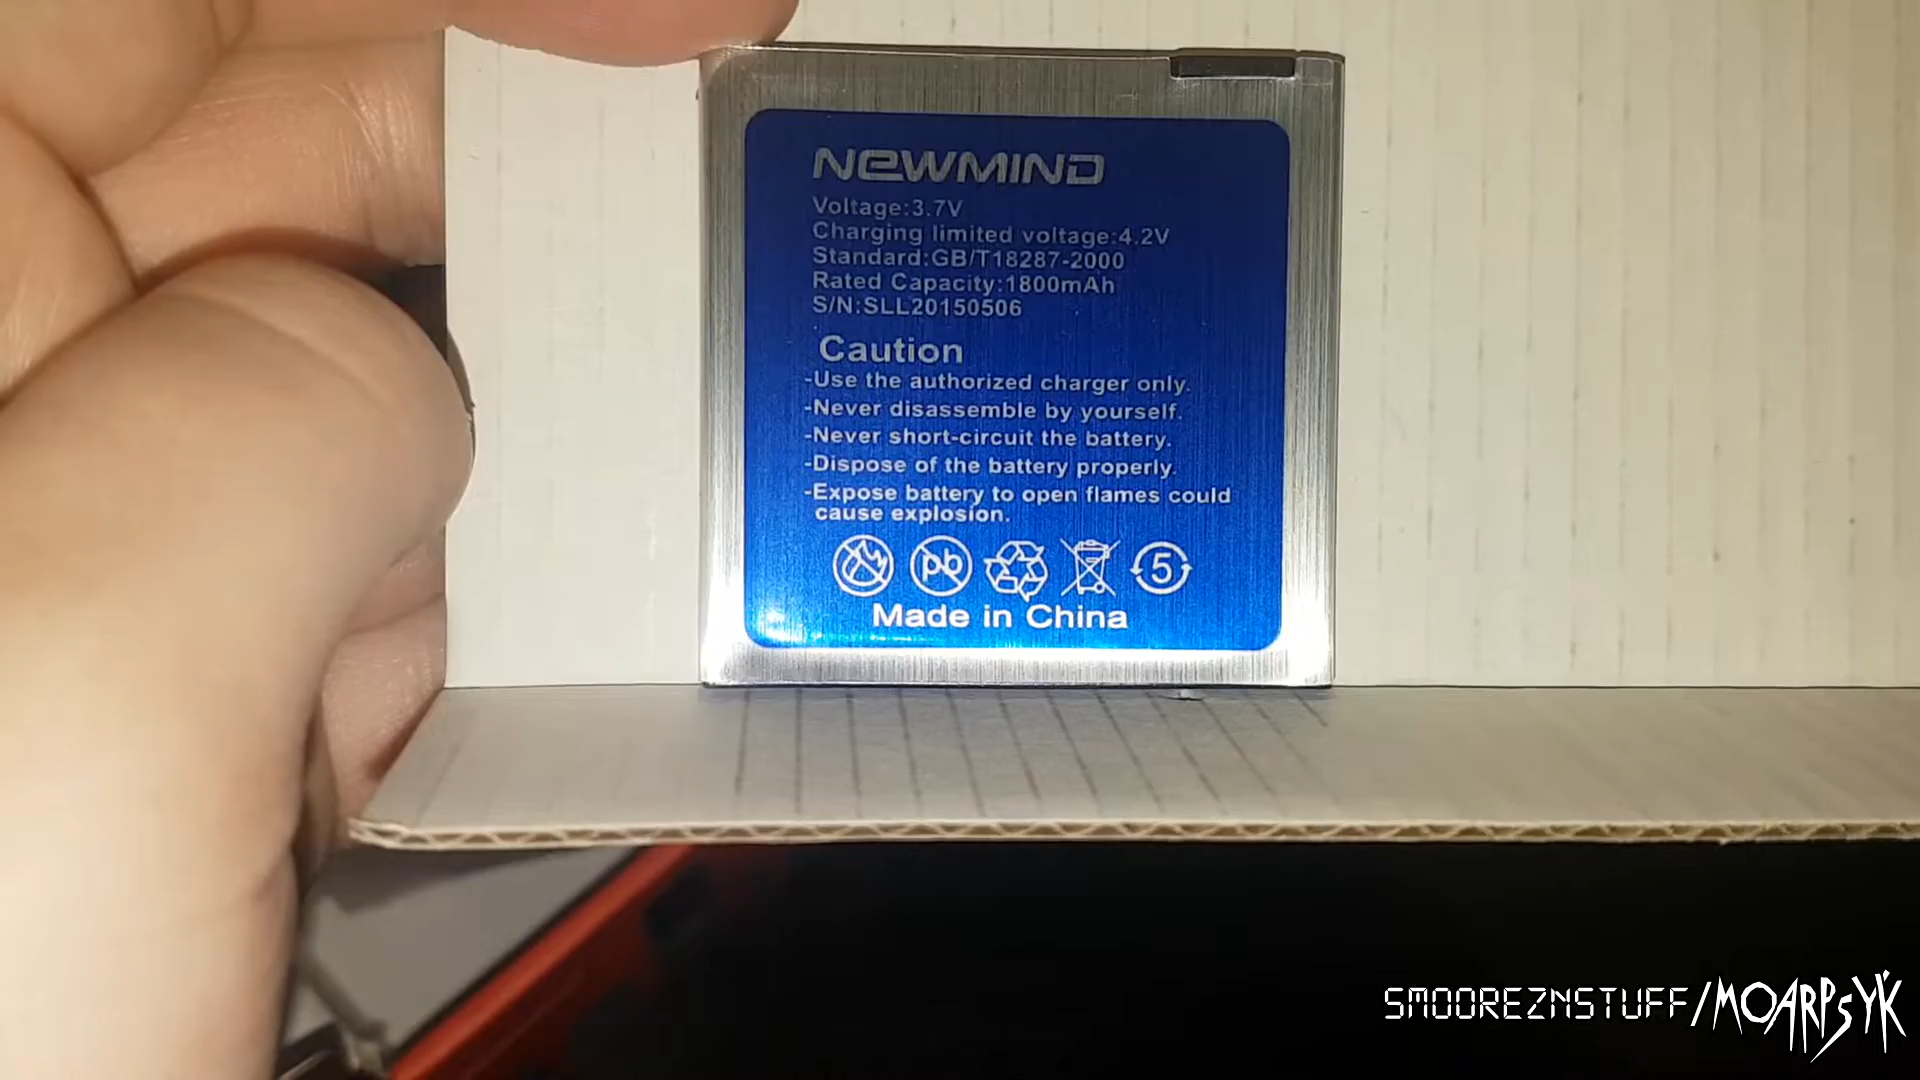 NEWMIND
Voltage:3.7V
Charging limited voltage:4.2V
Standard:GB/T18287-2000
Rated Capacity:1800mAh
S/N:SLL20150506
Caution
-Use the authorized charger only.
-Never disassemble by yourself.
-Never short-circuit the battery.
-Dispose of the battery properly.
-Expose battery to open flames could
cause explosion.
pb 5
Made in China
SMOOREZNSTUFF/MOARPSYK